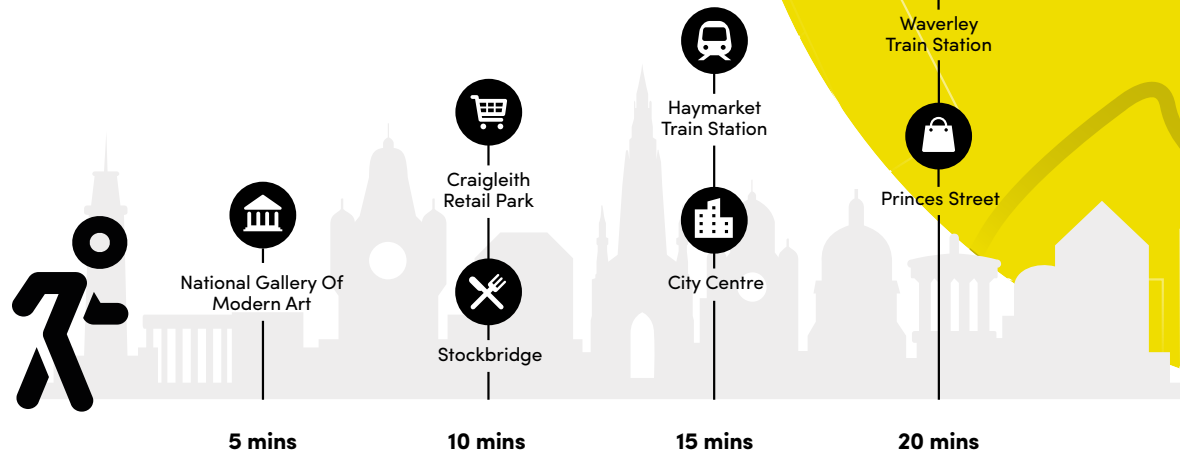 Waverley
Train Station
Haymarket
Train Station
Craigleith
Retail Park
Princes Street
National Gallery Of
Modern Art
City Centre
Stockbridge
5 mins
10 mins
15 mins
20 mins